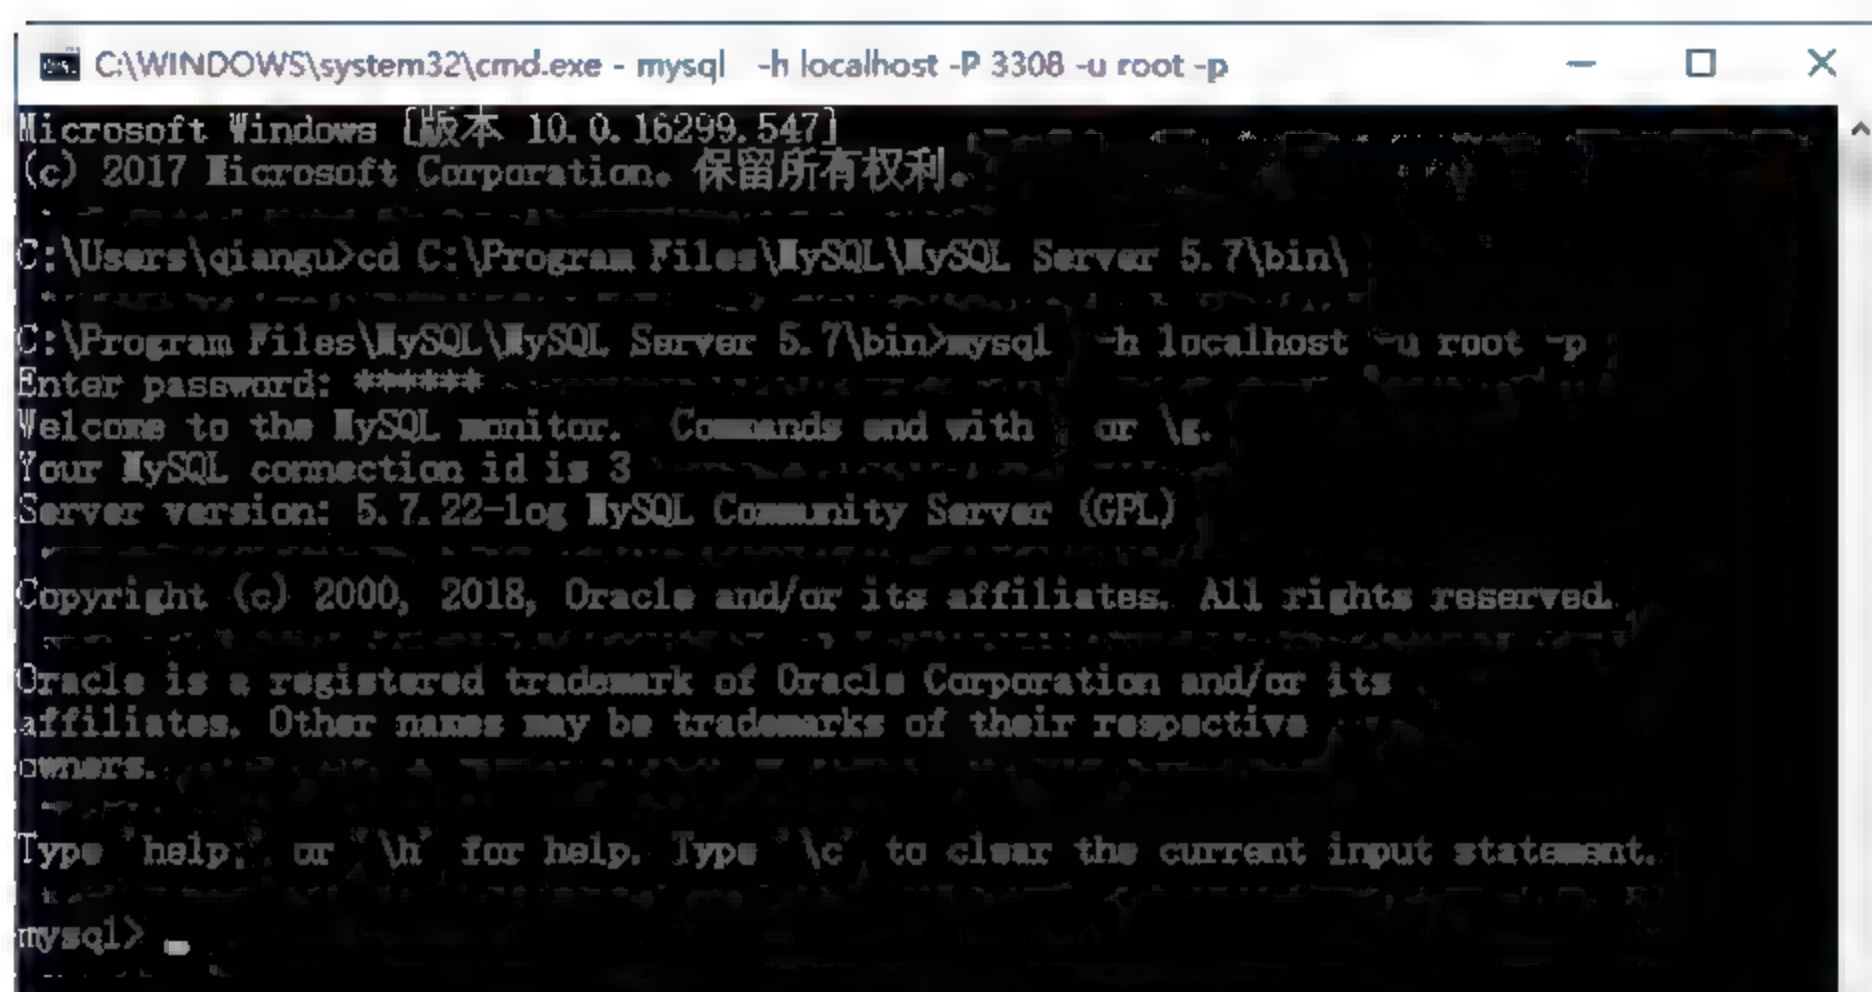 C:\WINDOWS\system32\cmd.exe - mysql  -h localhost -P 3308 -u root -p
Microsoft Windows [版本 10.0.16299.547]
(c) 2017 Microsoft Corporation。保留所有权利。
C:\Users\qiangu>cd C:\Program Files\MySQL\MySQL Server 5.7\bin\
C:\Program Files\MySQL\MySQL Server 5.7\bin>mysql  -h localhost -u root -p
Enter password: ******
Welcome to the MySQL monitor.  Commands end with   or \g.
Your MySQL connection id is 3
Server version: 5.7.22-log MySQL Community Server (GPL)
Copyright (c) 2000, 2018, Oracle and/or its affiliates. All rights reserved.
Oracle is a registered trademark of Oracle Corporation and/or its
affiliates. Other names may be trademarks of their respective
owners.
Type 'help;' or '\h' for help. Type '\c' to clear the current input statement.
mysql>